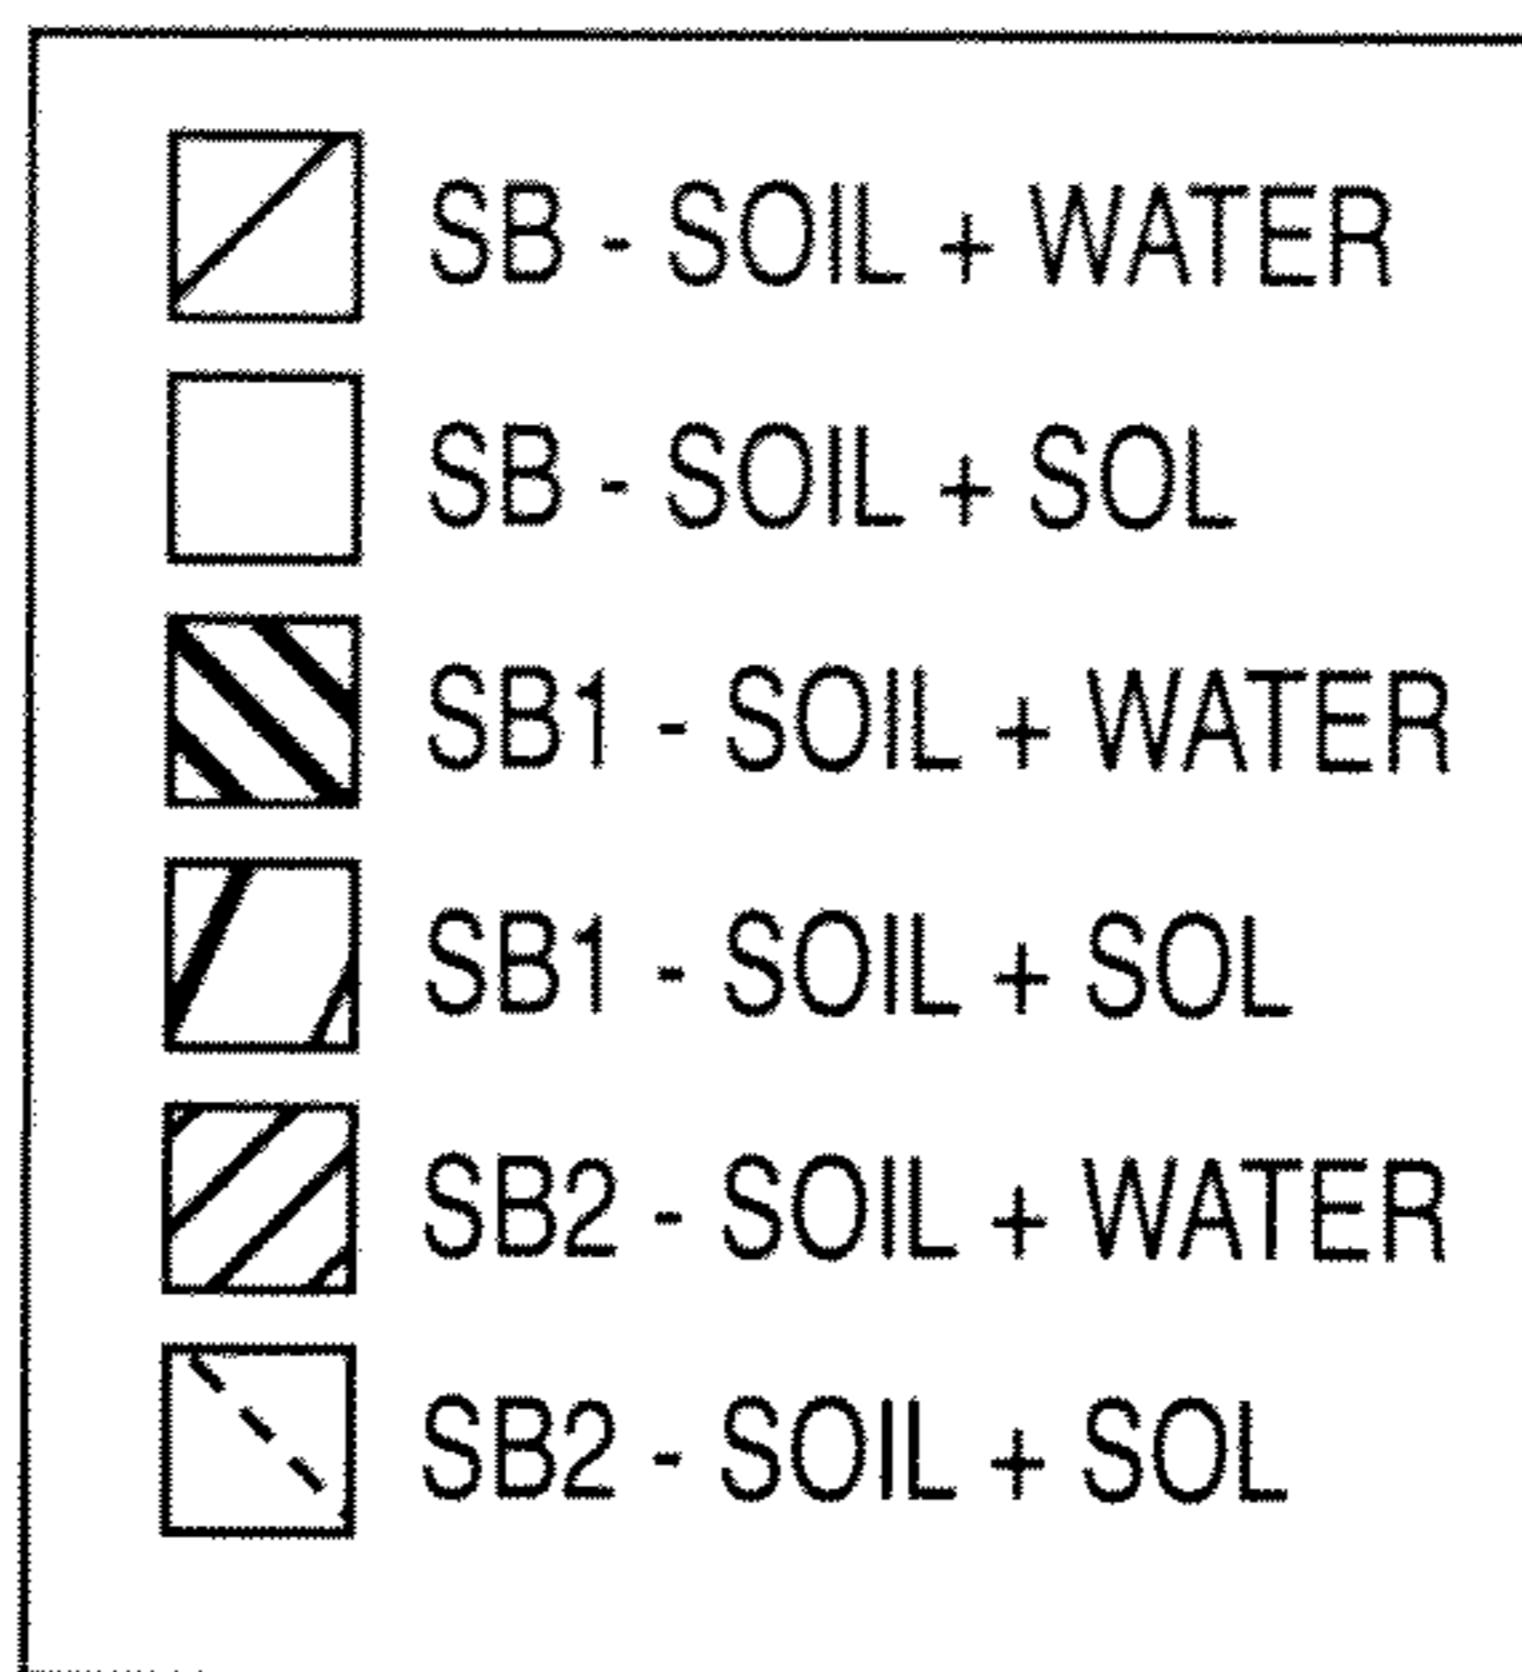 SB - SOIL + WATER
SB - SOIL + SOL
SB1 - SOIL + WATER
SB1 - SOIL + SOL
SB2 - SOIL + WATER
SB2 - SOIL + SOL